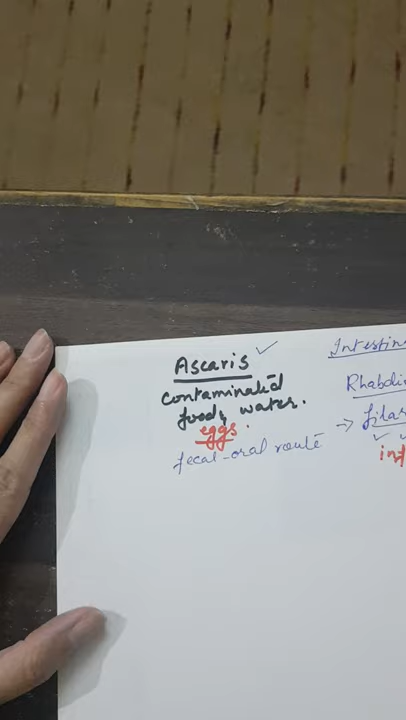 Ascaris ✓
contaminated
food, water.
eggs.
fecal-oral route
Intestin
Rhabdi
→ filar
inf